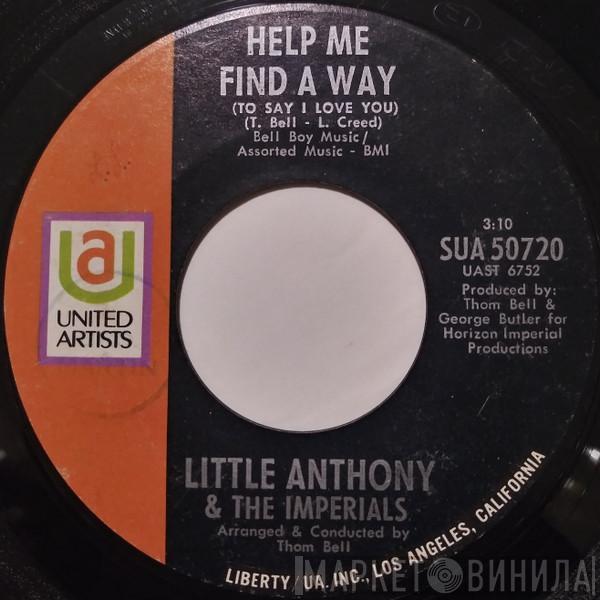 HELP ME
FIND A WAY
(TO SAY I LOVE YOU)
(T. Bell - L. Creed)
Bell Boy Music/
Assorted Music - BMI
3:10
SUA 50720
UAST 6752
Produced by:
Thom Bell &
George Butler for
Horizon Imperial
Productions
ua
UNITED
ARTISTS
LITTLE ANTHONY
& THE IMPERIALS
Arranged & Conducted by
Thom Bell
LIBERTY/UA, INC., LOS ANGELES, CALIFORNIA
МАРКЕТ ВИНИЛА